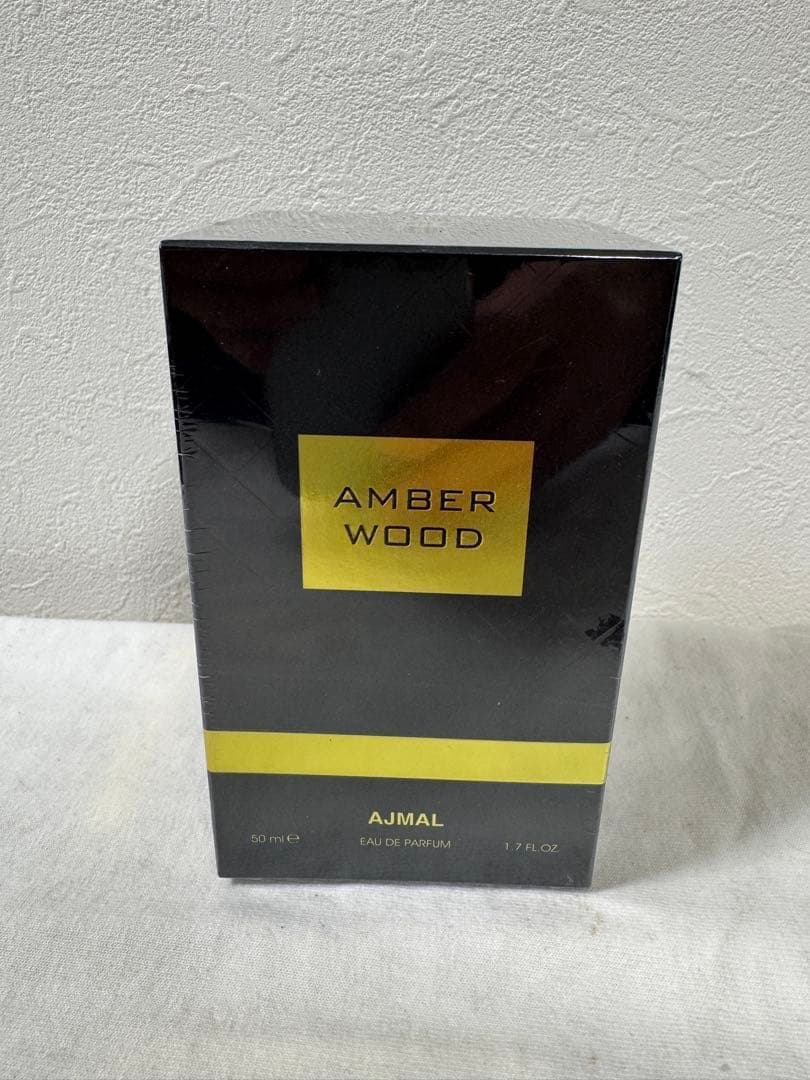 AMBER
WOOD
AJMAL
50 ml ℮
EAU DE PARFUM
1.7 FL.OZ